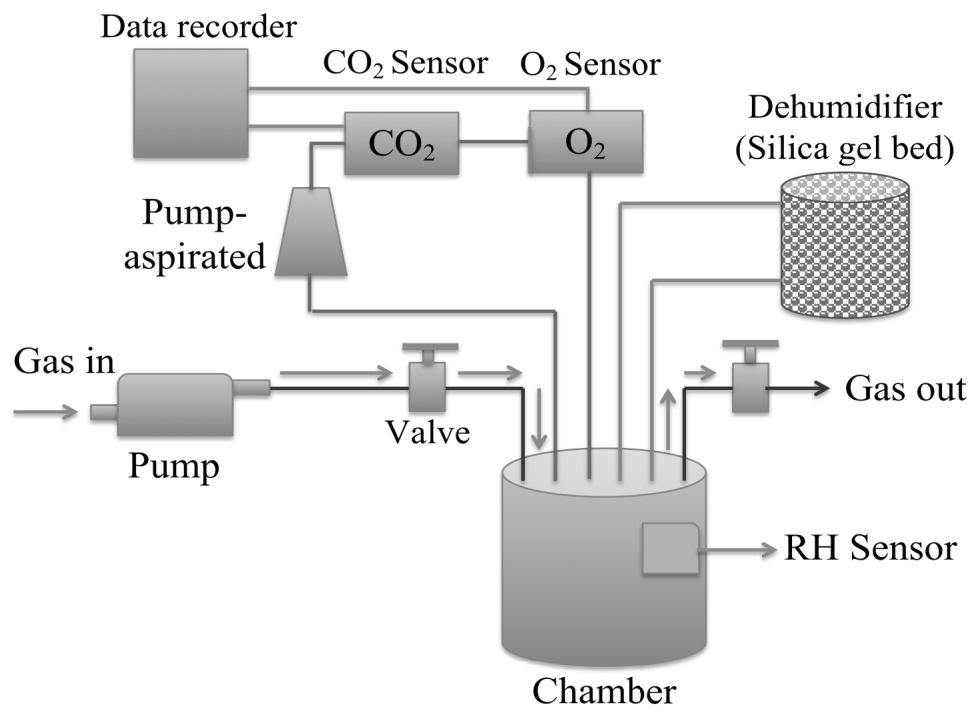 Data recorder
CO₂ Sensor
O₂ Sensor
Dehumidifier
(Silica gel bed)
CO₂
O₂
Pump-
aspirated
Gas in
Valve
Pump
Gas out
RH Sensor
Chamber